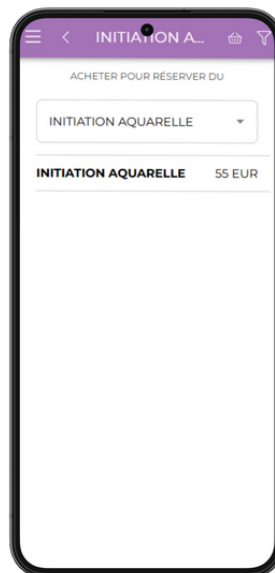 INITIATION A...
ACHETER POUR RÉSERVER DU
INITIATION AQUARELLE
INITIATION AQUARELLE 55 EUR